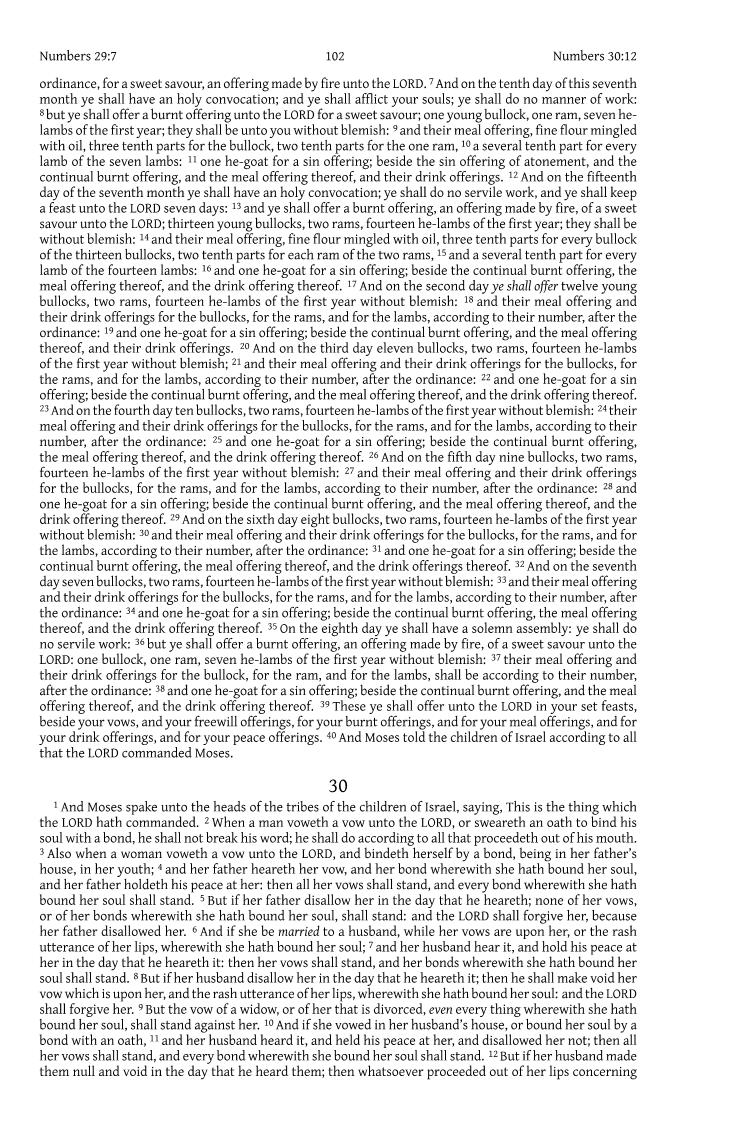 Numbers 29:7 102 Numbers 30:12
ordinance, for a sweet savour, an offering made by fire unto the LORD. 7 And on the tenth day of this seventh
month ye shall have an holy convocation; and ye shall afflict your souls; ye shall do no manner of work:
8 but ye shall offer a burnt offering unto the LORD for a sweet savour; one young bullock, one ram, seven he-
lambs of the first year; they shall be unto you without blemish: 9 and their meal offering, fine flour mingled
with oil, three tenth parts for the bullock, two tenth parts for the one ram, 10 a several tenth part for every
lamb of the seven lambs: 11 one he-goat for a sin offering; beside the sin offering of atonement, and the
continual burnt offering, and the meal offering thereof, and their drink offerings. 12 And on the fifteenth
day of the seventh month ye shall have an holy convocation; ye shall do no servile work, and ye shall keep
a feast unto the LORD seven days: 13 and ye shall offer a burnt offering, an offering made by fire, of a sweet
savour unto the LORD; thirteen young bullocks, two rams, fourteen he-lambs of the first year; they shall be
without blemish: 14 and their meal offering, fine flour mingled with oil, three tenth parts for every bullock
of the thirteen bullocks, two tenth parts for each ram of the two rams, 15 and a several tenth part for every
lamb of the fourteen lambs: 16 and one he-goat for a sin offering; beside the continual burnt offering, the
meal offering thereof, and the drink offering thereof. 17 And on the second day ye shall offer twelve young
bullocks, two rams, fourteen he-lambs of the first year without blemish: 18 and their meal offering and
their drink offerings for the bullocks, for the rams, and for the lambs, according to their number, after the
ordinance: 19 and one he-goat for a sin offering; beside the continual burnt offering, and the meal offering
thereof, and their drink offerings. 20 And on the third day eleven bullocks, two rams, fourteen he-lambs
of the first year without blemish; 21 and their meal offering and their drink offerings for the bullocks, for
the rams, and for the lambs, according to their number, after the ordinance: 22 and one he-goat for a sin
offering; beside the continual burnt offering, and the meal offering thereof, and the drink offering thereof.
23 And on the fourth day ten bullocks, two rams, fourteen he-lambs of the first year without blemish: 24 their
meal offering and their drink offerings for the bullocks, for the rams, and for the lambs, according to their
number, after the ordinance: 25 and one he-goat for a sin offering; beside the continual burnt offering,
the meal offering thereof, and the drink offering thereof. 26 And on the fifth day nine bullocks, two rams,
fourteen he-lambs of the first year without blemish: 27 and their meal offering and their drink offerings
for the bullocks, for the rams, and for the lambs, according to their number, after the ordinance: 28 and
one he-goat for a sin offering; beside the continual burnt offering, and the meal offering thereof, and the
drink offering thereof. 29 And on the sixth day eight bullocks, two rams, fourteen he-lambs of the first year
without blemish: 30 and their meal offering and their drink offerings for the bullocks, for the rams, and for
the lambs, according to their number, after the ordinance: 31 and one he-goat for a sin offering; beside the
continual burnt offering, the meal offering thereof, and the drink offerings thereof. 32 And on the seventh
day seven bullocks, two rams, fourteen he-lambs of the first year without blemish: 33 and their meal offering
and their drink offerings for the bullocks, for the rams, and for the lambs, according to their number, after
the ordinance: 34 and one he-goat for a sin offering; beside the continual burnt offering, the meal offering
thereof, and the drink offering thereof. 35 On the eighth day ye shall have a solemn assembly: ye shall do
no servile work: 36 but ye shall offer a burnt offering, an offering made by fire, of a sweet savour unto the
LORD: one bullock, one ram, seven he-lambs of the first year without blemish: 37 their meal offering and
their drink offerings for the bullock, for the ram, and for the lambs, shall be according to their number,
after the ordinance: 38 and one he-goat for a sin offering; beside the continual burnt offering, and the meal
offering thereof, and the drink offering thereof. 39 These ye shall offer unto the LORD in your set feasts,
beside your vows, and your freewill offerings, for your burnt offerings, and for your meal offerings, and for
your drink offerings, and for your peace offerings. 40 And Moses told the children of Israel according to all
that the LORD commanded Moses.
30
1 And Moses spake unto the heads of the tribes of the children of Israel, saying, This is the thing which
the LORD hath commanded. 2 When a man voweth a vow unto the LORD, or sweareth an oath to bind his
soul with a bond, he shall not break his word; he shall do according to all that proceedeth out of his mouth.
3 Also when a woman voweth a vow unto the LORD, and bindeth herself by a bond, being in her father's
house, in her youth; 4 and her father heareth her vow, and her bond wherewith she hath bound her soul,
and her father holdeth his peace at her: then all her vows shall stand, and every bond wherewith she hath
bound her soul shall stand. 5 But if her father disallow her in the day that he heareth; none of her vows,
or of her bonds wherewith she hath bound her soul, shall stand: and the LORD shall forgive her, because
her father disallowed her. 6 And if she be married to a husband, while her vows are upon her, or the rash
utterance of her lips, wherewith she hath bound her soul; 7 and her husband hear it, and hold his peace at
her in the day that he heareth it: then her vows shall stand, and her bonds wherewith she hath bound her
soul shall stand. 8 But if her husband disallow her in the day that he heareth it; then he shall make void her
vow which is upon her, and the rash utterance of her lips, wherewith she hath bound her soul: and the LORD
shall forgive her. 9 But the vow of a widow, or of her that is divorced, even every thing wherewith she hath
bound her soul, shall stand against her. 10 And if she vowed in her husband's house, or bound her soul by a
bond with an oath, 11 and her husband heard it, and held his peace at her, and disallowed her not; then all
her vows shall stand, and every bond wherewith she bound her soul shall stand. 12 But if her husband made
them null and void in the day that he heard them; then whatsoever proceeded out of her lips concerning